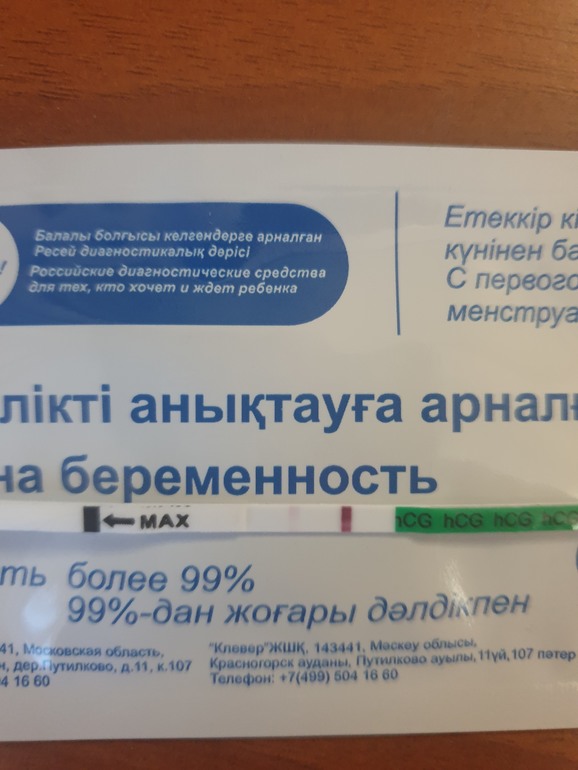 Балалы болғысы келгендерге арналған
Ресей диагностикалық дәрісі
Российские диагностические средства
для тех, кто хочет и ждет ребенка
Етеккір
күнінен
С первого
лікті анықтауға арнал
на беременность
MAX
hCG hCG hCG hCG
ть более 99%
99%-дан жоғары дәлдікпен
41, Московская область,
н, дер.Путилково, д.11, к.107
4 16 60
"Клевер"ЖШҚ, 143441, Мәскеу облысы,
Красногорск ауданы, Путилково ауылы,11үй,107 пәтер
Телефон: +7(499) 504 16 60